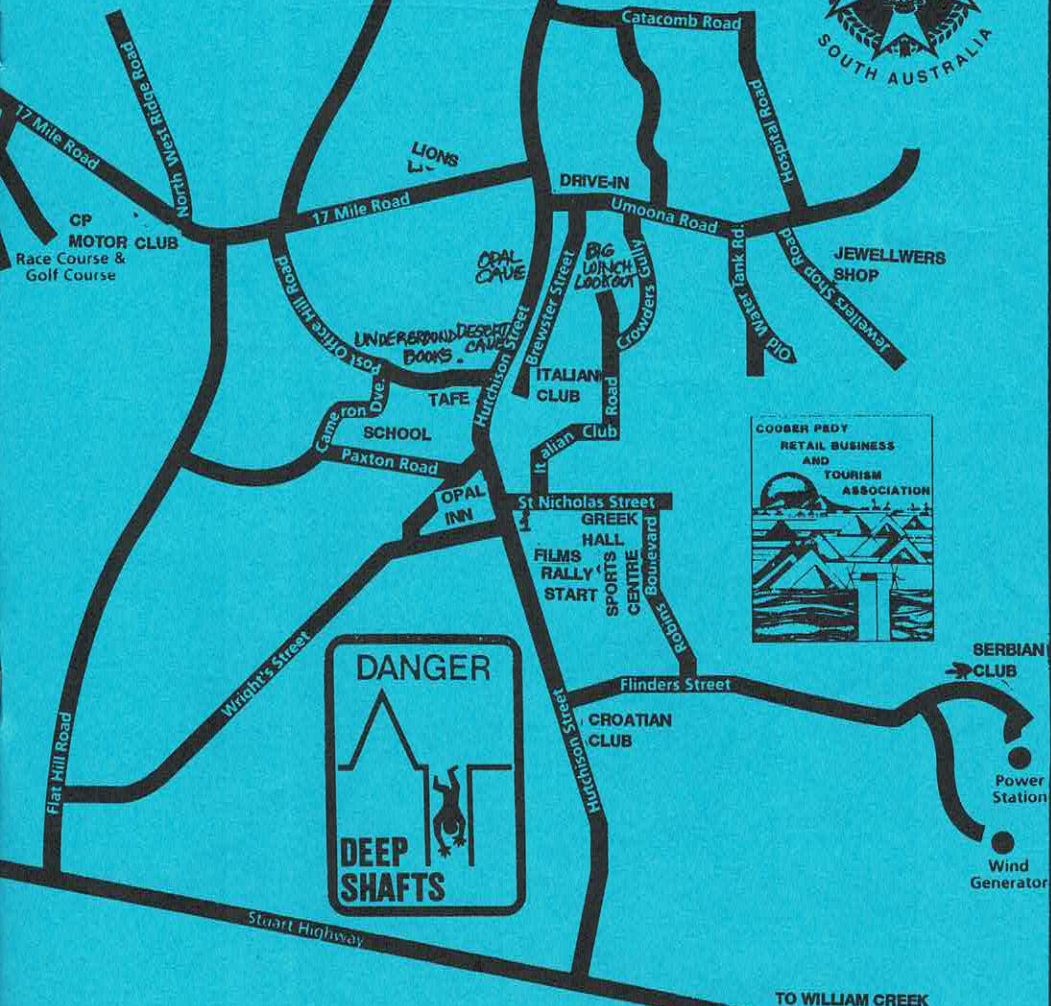 Catacomb Road
SOUTH AUSTRALIA
North West Ridge Road
17 Mile Road
Hospital Road
LIONS
DRIVE-IN
17 Mile Road
Umoona Road
CP
MOTOR CLUB
Race Course &
Golf Course
OPAL
CAVE
BIG
WINCH
LOOKOUT
Crowders Gully
Old Water Tank Rd.
Jewellers Shop Road
JEWELLWERS
SHOP
Post Office Hill Road
UNDERGROUND
BOOKS.
DESERT
CAVE
Hutchison Street
Brewster Street
ITALIAN
CLUB
TAFE
Cameron Dve.
SCHOOL
Paxton Road
Italian Club Road
COOBER PEDY
RETAIL BUSINESS
AND
TOURISM
ASSOCIATION
OPAL
INN
St Nicholas Street
GREEK
HALL
FILMS
RALLY
START
SPORTS
CENTRE
Robins Boulevard
DANGER
DEEP
SHAFTS
Wright's Street
Flinders Street
SERBIAN
CLUB
CROATIAN
CLUB
Hutchison Street
Flat Hill Road
Power
Station
Wind
Generator
Stuart Highway
TO WILLIAM CREEK